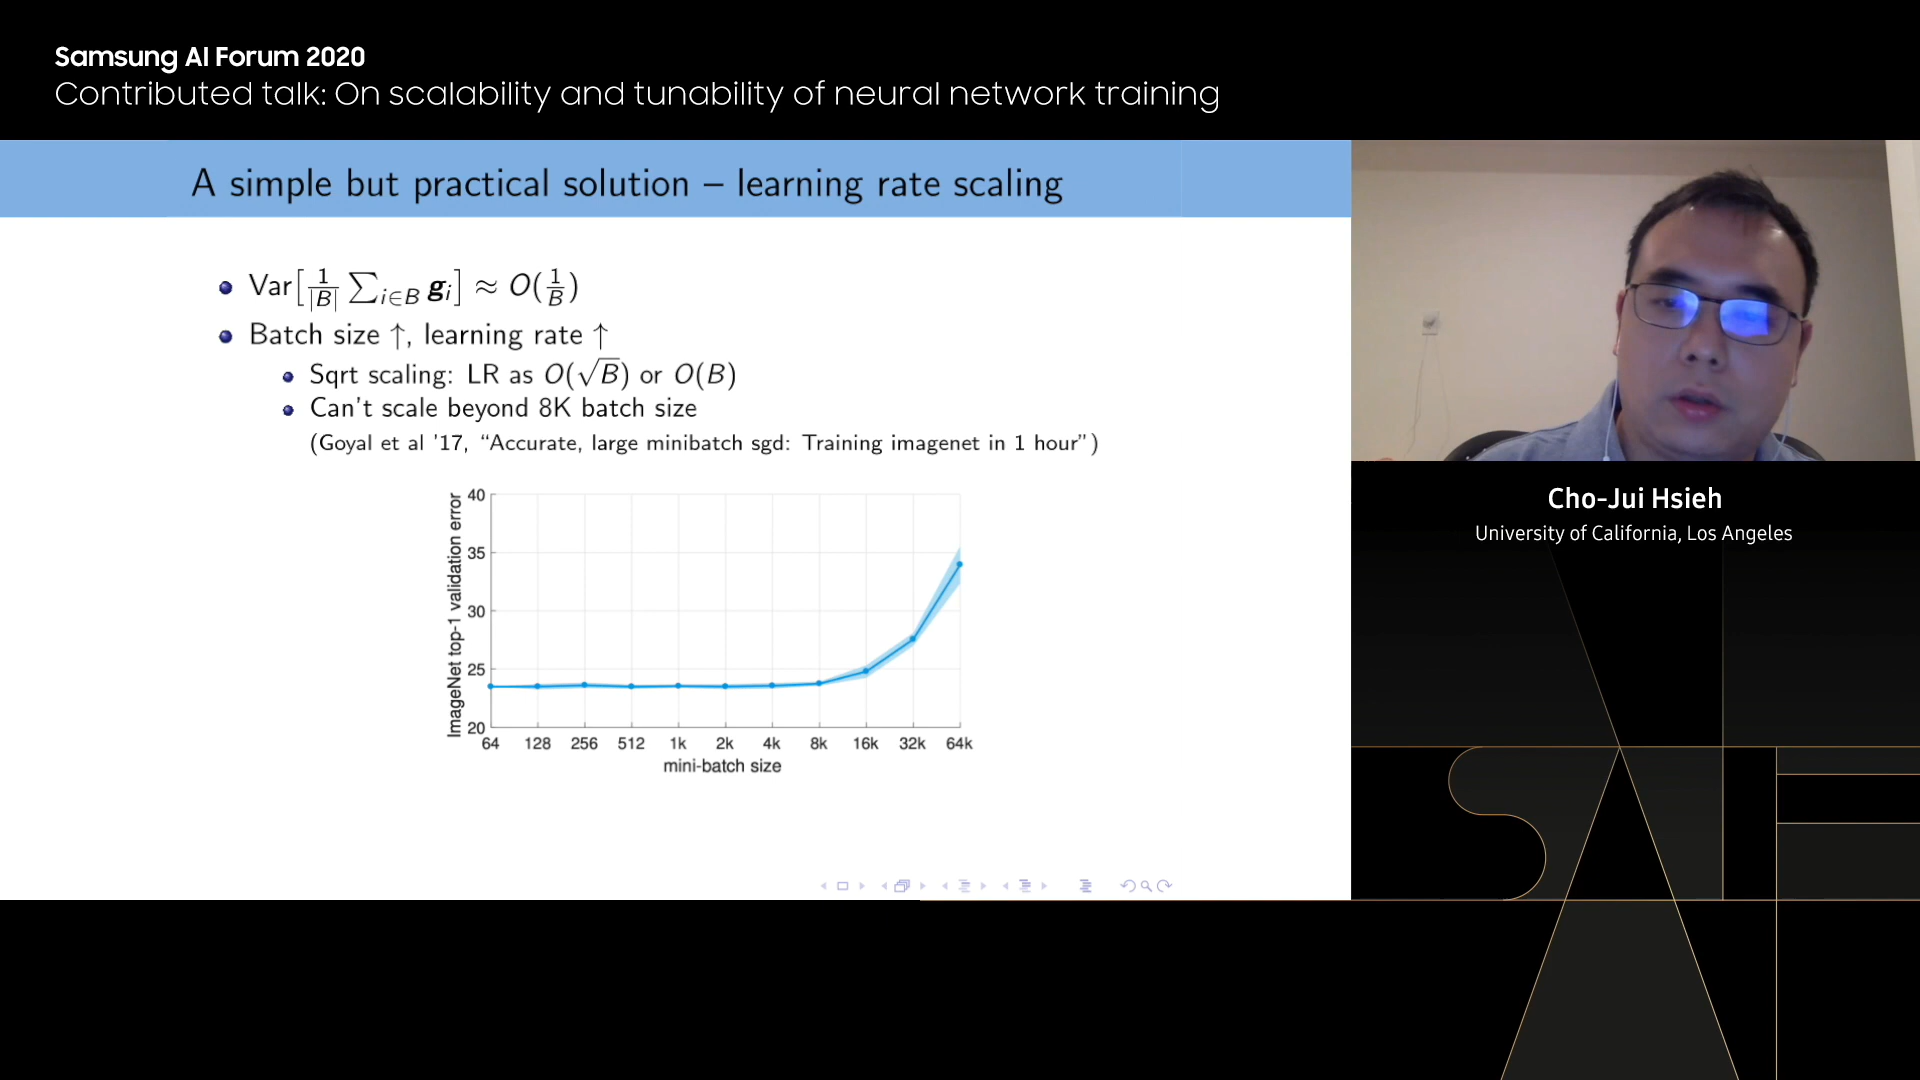 Samsung AI Forum 2020
Contributed talk: On scalability and tunability of neural network training
A simple but practical solution – learning rate scaling
Var[1/|B| ∑i∈B gi] ≈ O(1/B)
Batch size ↑, learning rate ↑
Sqrt scaling: LR as O(√B) or O(B)
Can't scale beyond 8K batch size
(Goyal et al '17, “Accurate, large minibatch sgd: Training imagenet in 1 hour”)
ImageNet top-1 validation error
40
35
30
25
20
64 128 256 512 1k 2k 4k 8k 16k 32k 64k
mini-batch size
Cho-Jui Hsieh
University of California, Los Angeles